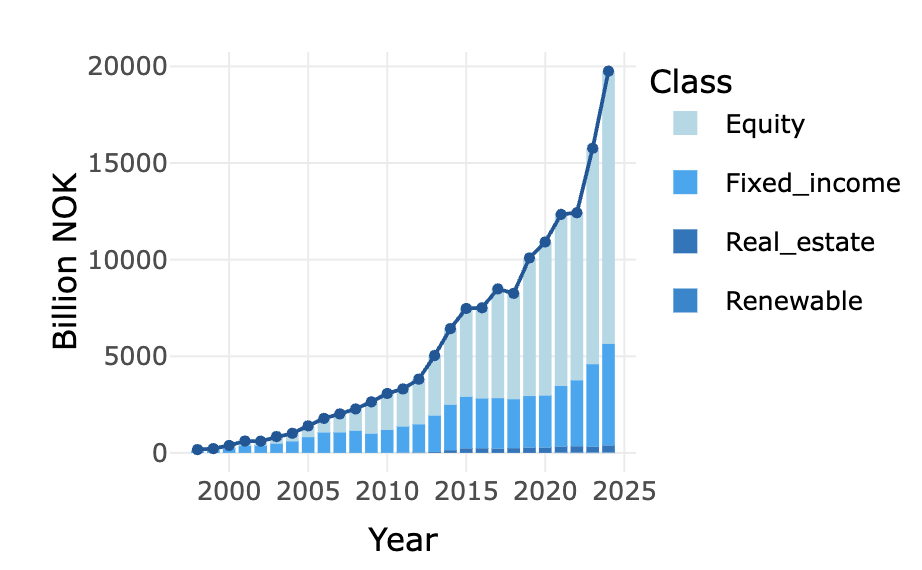 20000
15000
10000
5000
0
Billion NOK
2000 2005 2010 2015 2020 2025
Year
Class
Equity
Fixed_income
Real_estate
Renewable